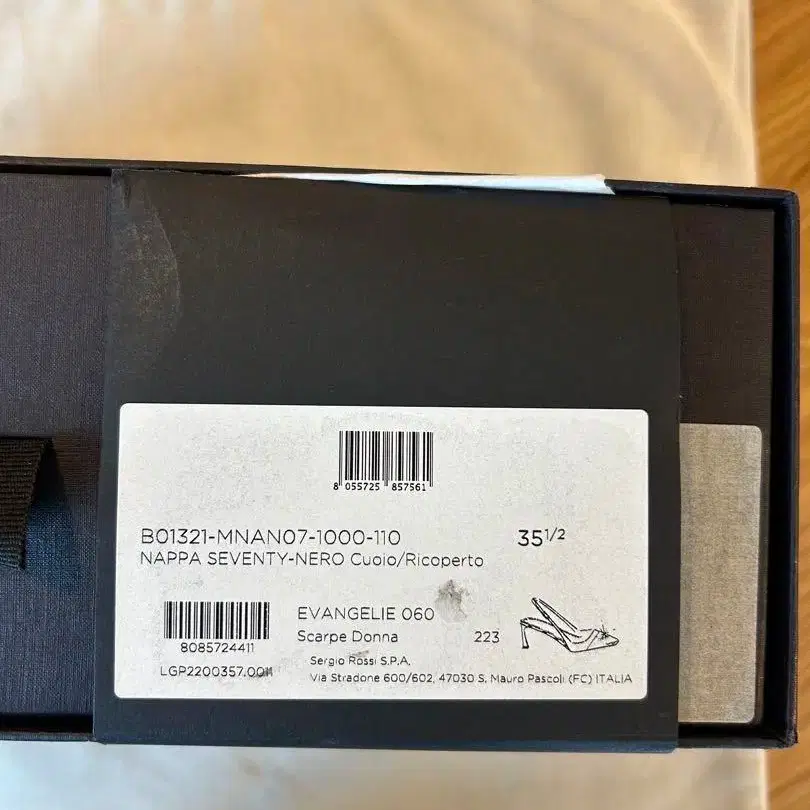 8 055725 857561
B01321-MNAN07-1000-110 35 1/2
NAPPA SEVENTY-NERO Cuoio/Ricoperto
EVANGELIE 060
8085724411 Scarpe Donna 223
LGP2200357.001
Sergio Rossi S.P.A.
Via Stradone 600/602, 47030 S. Mauro Pascoli (FC) ITALIA